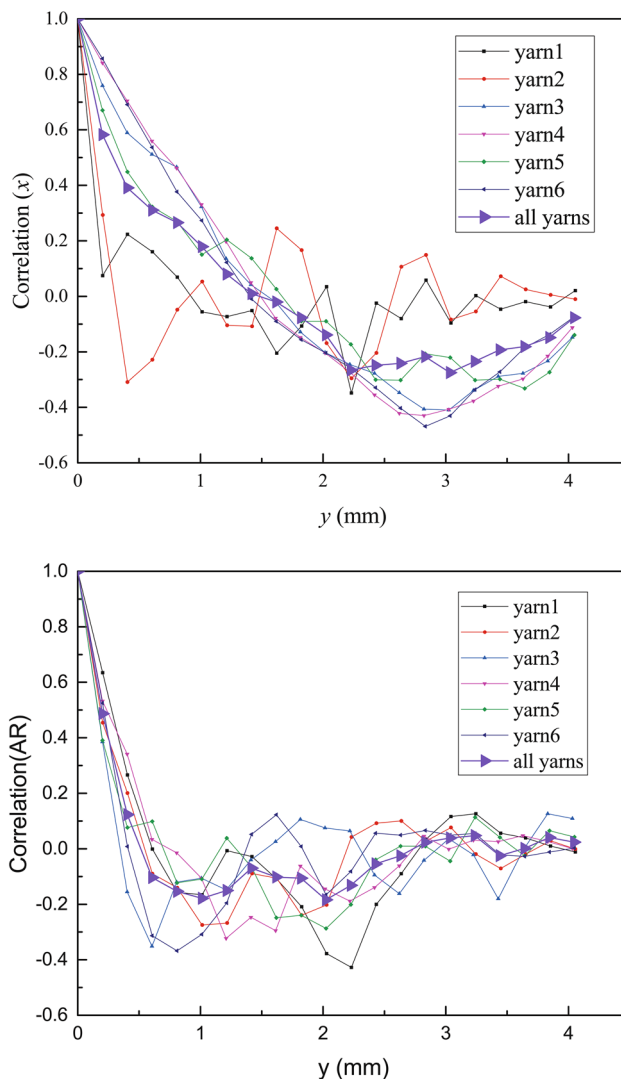 1.0
0.8
0.6
0.4
0.2
0.0
-0.2
-0.4
-0.6
Correlation (x)
0
1
2
3
4
y (mm)
yarn1
yarn2
yarn3
yarn4
yarn5
yarn6
all yarns
1.0
0.8
0.6
0.4
0.2
0.0
-0.2
-0.4
-0.6
Correlation(AR)
0
1
2
3
4
y (mm)
yarn1
yarn2
yarn3
yarn4
yarn5
yarn6
all yarns